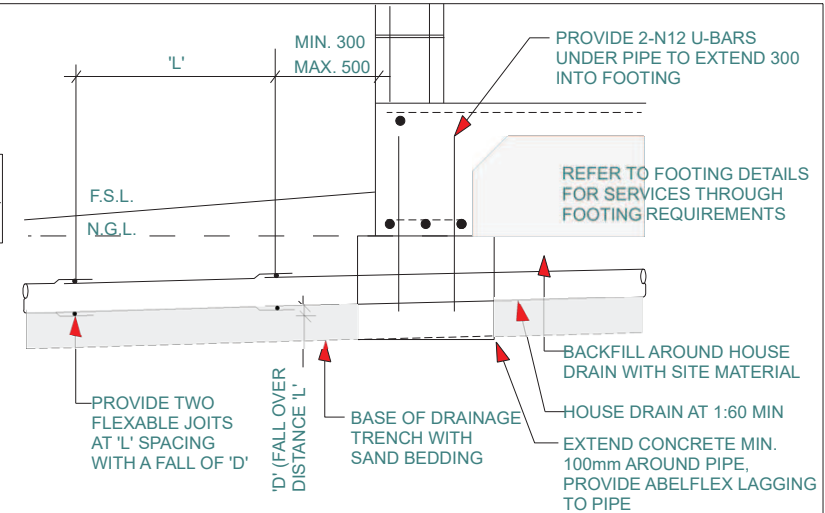 'L'
MIN. 300
MAX. 500
PROVIDE 2-N12 U-BARS
UNDER PIPE TO EXTEND 300
INTO FOOTING
REFER TO FOOTING DETAILS
FOR SERVICES THROUGH
FOOTING REQUIREMENTS
F.S.L.
N.G.L.
PROVIDE TWO
FLEXABLE JOITS
AT 'L' SPACING
WITH A FALL OF 'D'
'D' (FALL OVER
DISTANCE 'L'
BASE OF DRAINAGE
TRENCH WITH
SAND BEDDING
BACKFILL AROUND HOUSE
DRAIN WITH SITE MATERIAL
HOUSE DRAIN AT 1:60 MIN
EXTEND CONCRETE MIN.
100mm AROUND PIPE,
PROVIDE ABELFLEX LAGGING
TO PIPE